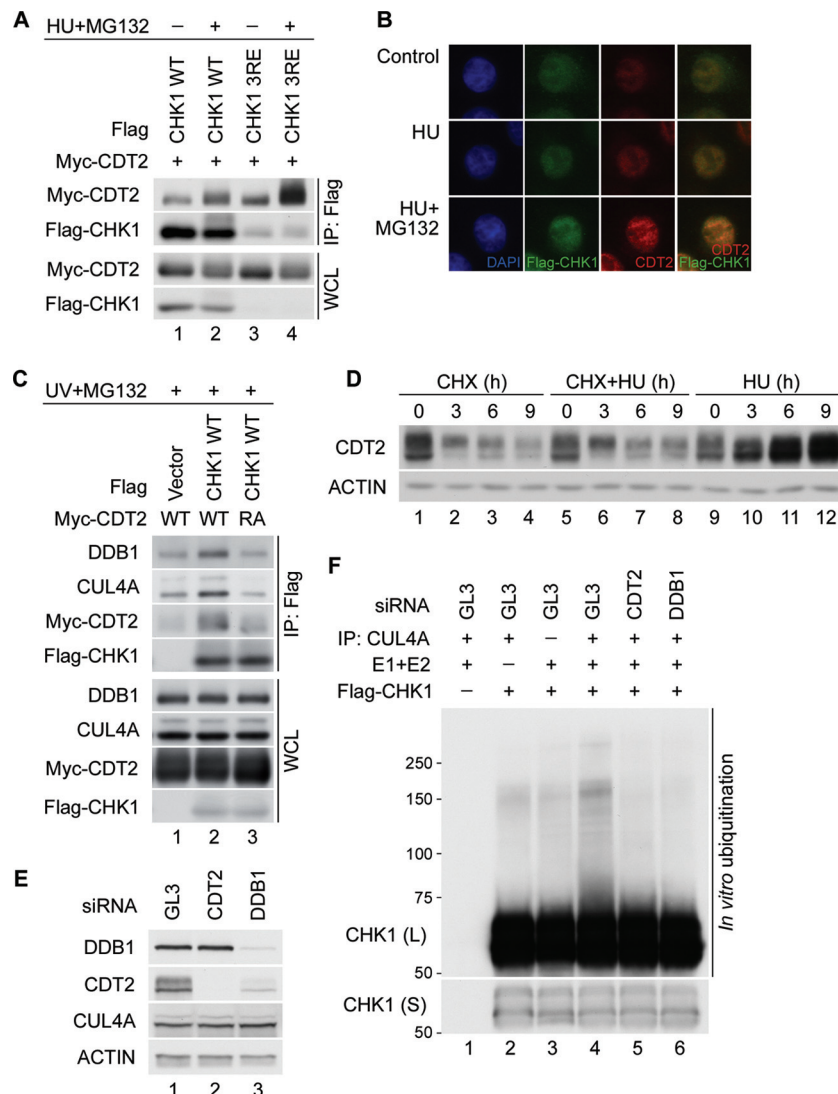 A
HU+MG132 – + – +
Flag CHK1 WT CHK1 WT CHK1 3RE CHK1 3RE
Myc-CDT2 + + + +
Myc-CDT2
Flag-CHK1
IP: Flag
Myc-CDT2
Flag-CHK1
WCL
1 2 3 4
B
Control
HU
HU+
MG132
DAPI Flag-CHK1 CDT2 CDT2
Flag-CHK1
C
UV+MG132 + + +
Flag Vector CHK1 WT CHK1 WT
Myc-CDT2 WT WT RA
DDB1
CUL4A
Myc-CDT2
Flag-CHK1
IP: Flag
DDB1
CUL4A
Myc-CDT2
Flag-CHK1
WCL
1 2 3
D
CHX (h) CHX+HU (h) HU (h)
0 3 6 9 0 3 6 9 0 3 6 9
CDT2
ACTIN
1 2 3 4 5 6 7 8 9 10 11 12
E
siRNA GL3 CDT2 DDB1
DDB1
CDT2
CUL4A
ACTIN
1 2 3
F
siRNA GL3 GL3 GL3 GL3 CDT2 DDB1
IP: CUL4A + + – + + +
E1+E2 + – + + + +
Flag-CHK1 – + + + + +
250
150
100
75
CHK1 (L)
50
In vitro ubiquitination
CHK1 (S)
50
1 2 3 4 5 6